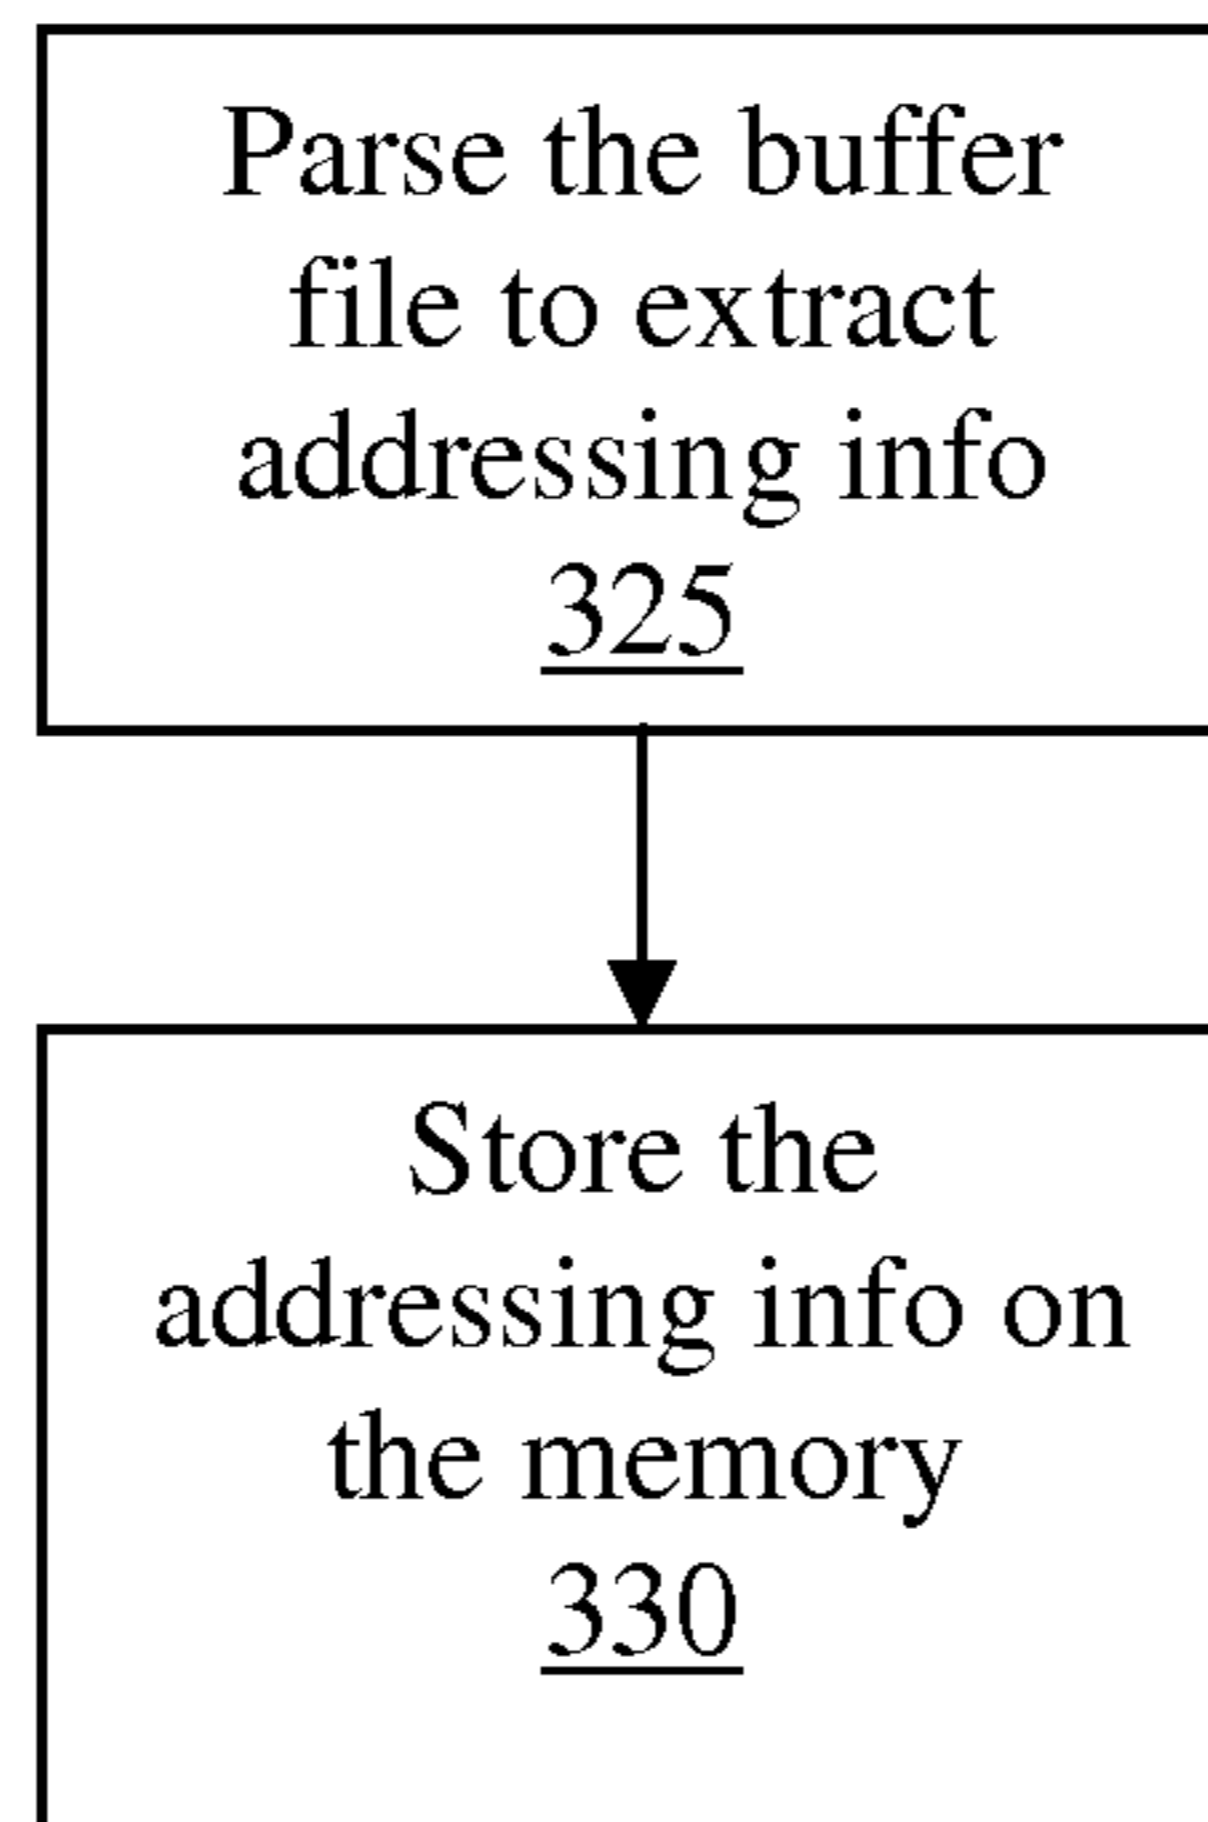 Parse the buffer
file to extract
addressing info
325
Store the
addressing info on
the memory
330